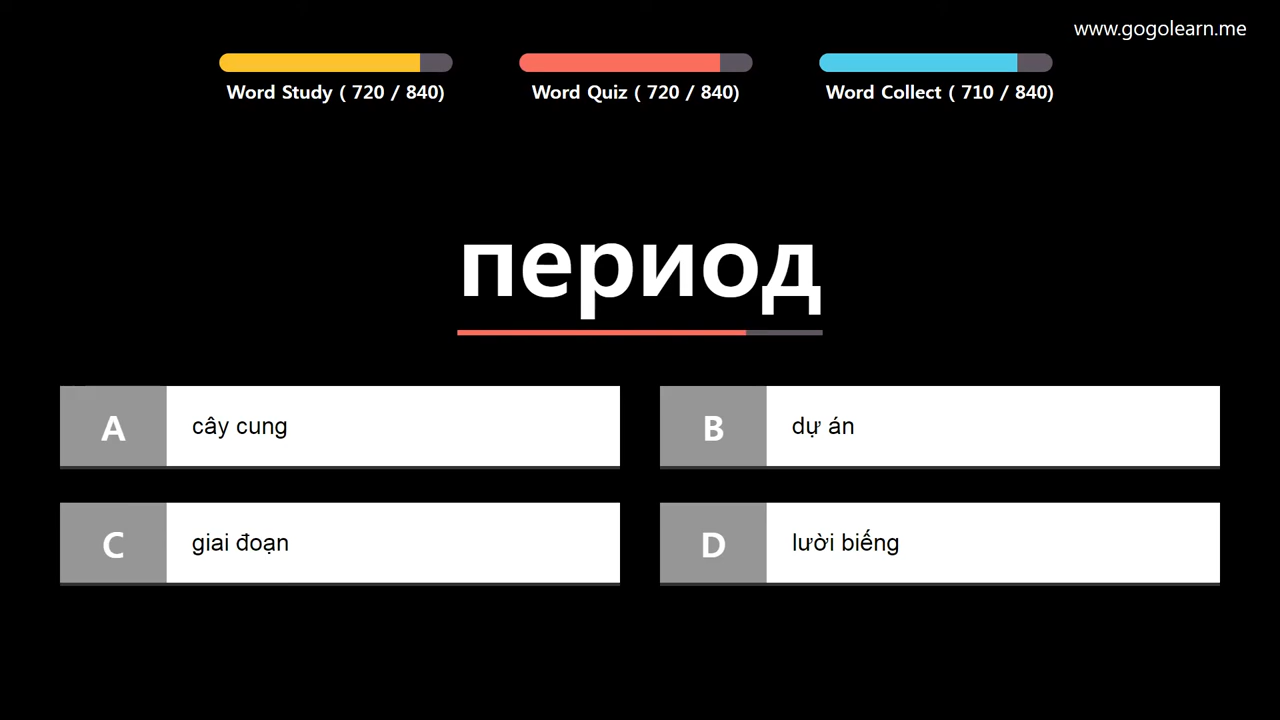 www.gogolearn.me
Word Study ( 720 / 840)
Word Quiz ( 720 / 840)
Word Collect ( 710 / 840)
период
A
cây cung
B
dự án
C
giai đoạn
D
lười biếng